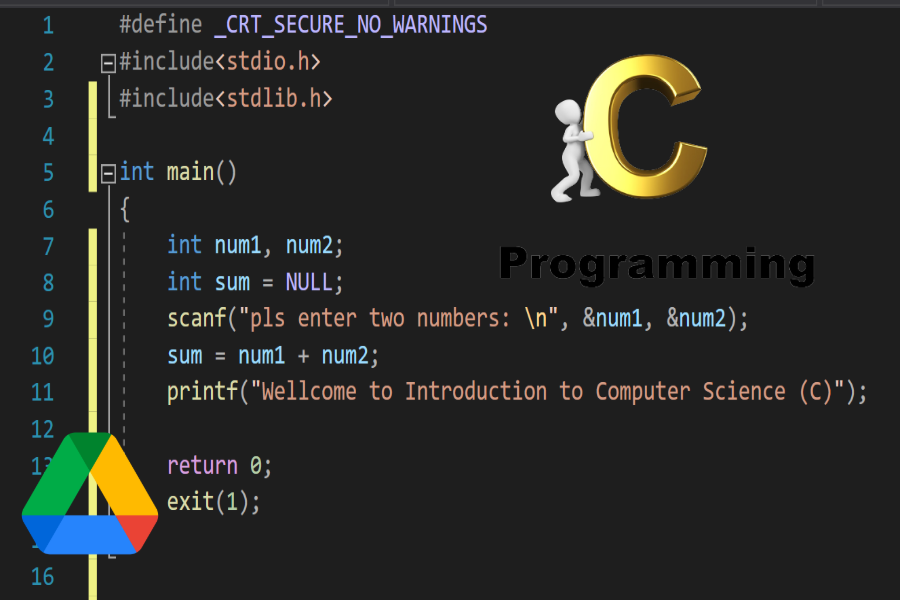 1 #define _CRT_SECURE_NO_WARNINGS
2 #include<stdio.h>
3 #include<stdlib.h>
4
5 int main()
6 {
7 int num1, num2;
8 int sum = NULL;
9 scanf("pls enter two numbers: \n", &num1, &num2);
10 sum = num1 + num2;
11 printf("Wellcome to Introduction to Computer Science (C)");
12
13 return 0;
exit(1);
16
C
Programming